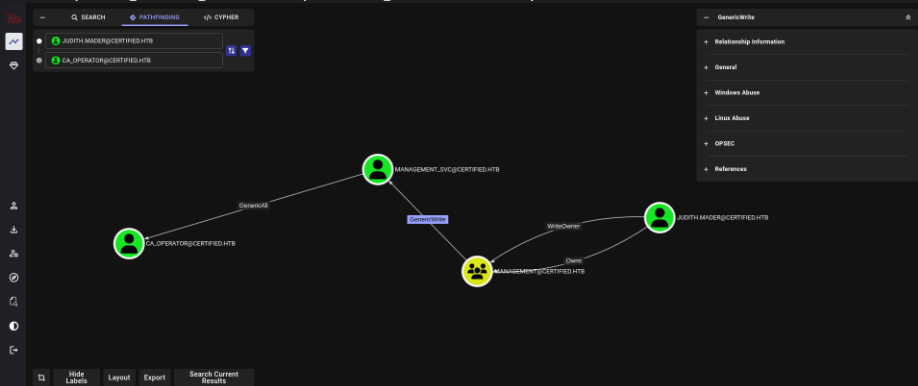 SEARCH
PATHFINDING
CYPHER
JUDITH.MADER@CERTIFIED.HTB
CA_OPERATOR@CERTIFIED.HTB
GenericWrite
Relationship Information
General
Windows Abuse
Linux Abuse
OPSEC
References
MANAGEMENT_SVC@CERTIFIED.HTB
GenericAll
GenericWrite
JUDITH.MADER@CERTIFIED.HTB
WriteOwner
CA_OPERATOR@CERTIFIED.HTB
Owns
MANAGEMENT@CERTIFIED.HTB
Hide
Labels
Layout
Export
Search Current
Results